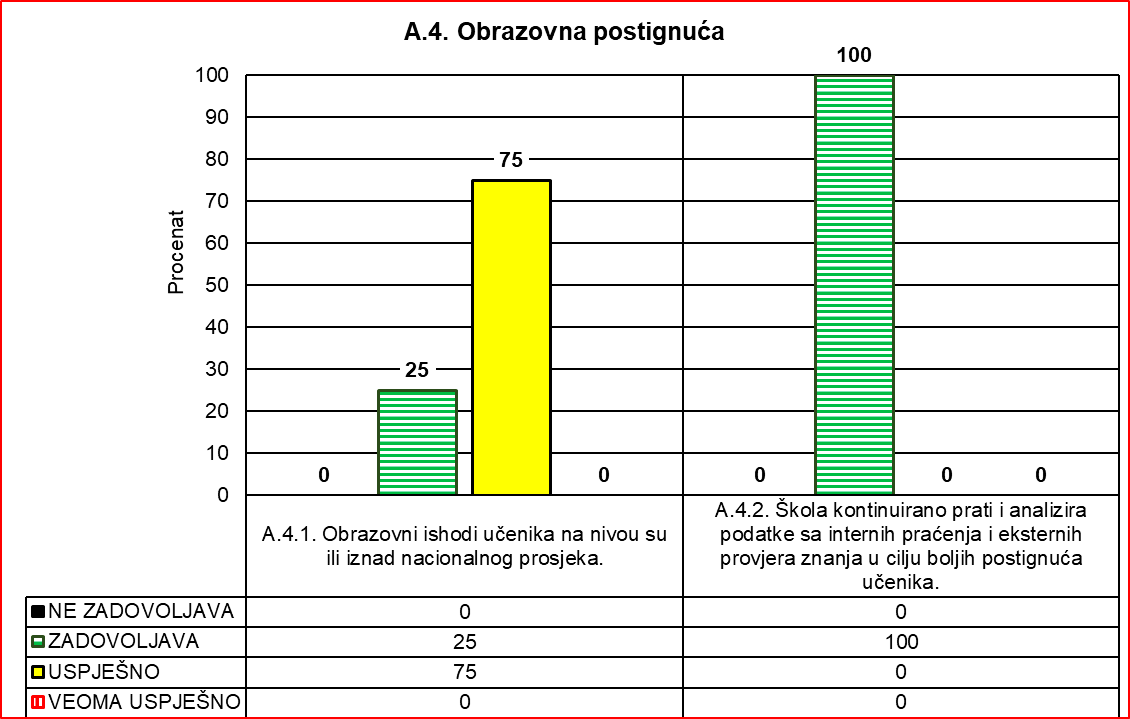 A.4. Obrazovna postignuća
100
100
90
80
75
70
60
Procenat
50
40
30
25
20
10
0
0
0
0
0
0
A.4.1. Obrazovni ishodi učenika na nivou su
ili iznad nacionalnog prosjeka.
A.4.2. Škola kontinuirano prati i analizira
podatke sa internih praćenja i eksternih
provjera znanja u cilju boljih postignuća
učenika.
NE ZADOVOLJAVA 0 0
ZADOVOLJAVA 25 100
USPJEŠNO 75 0
VEOMA USPJEŠNO 0 0